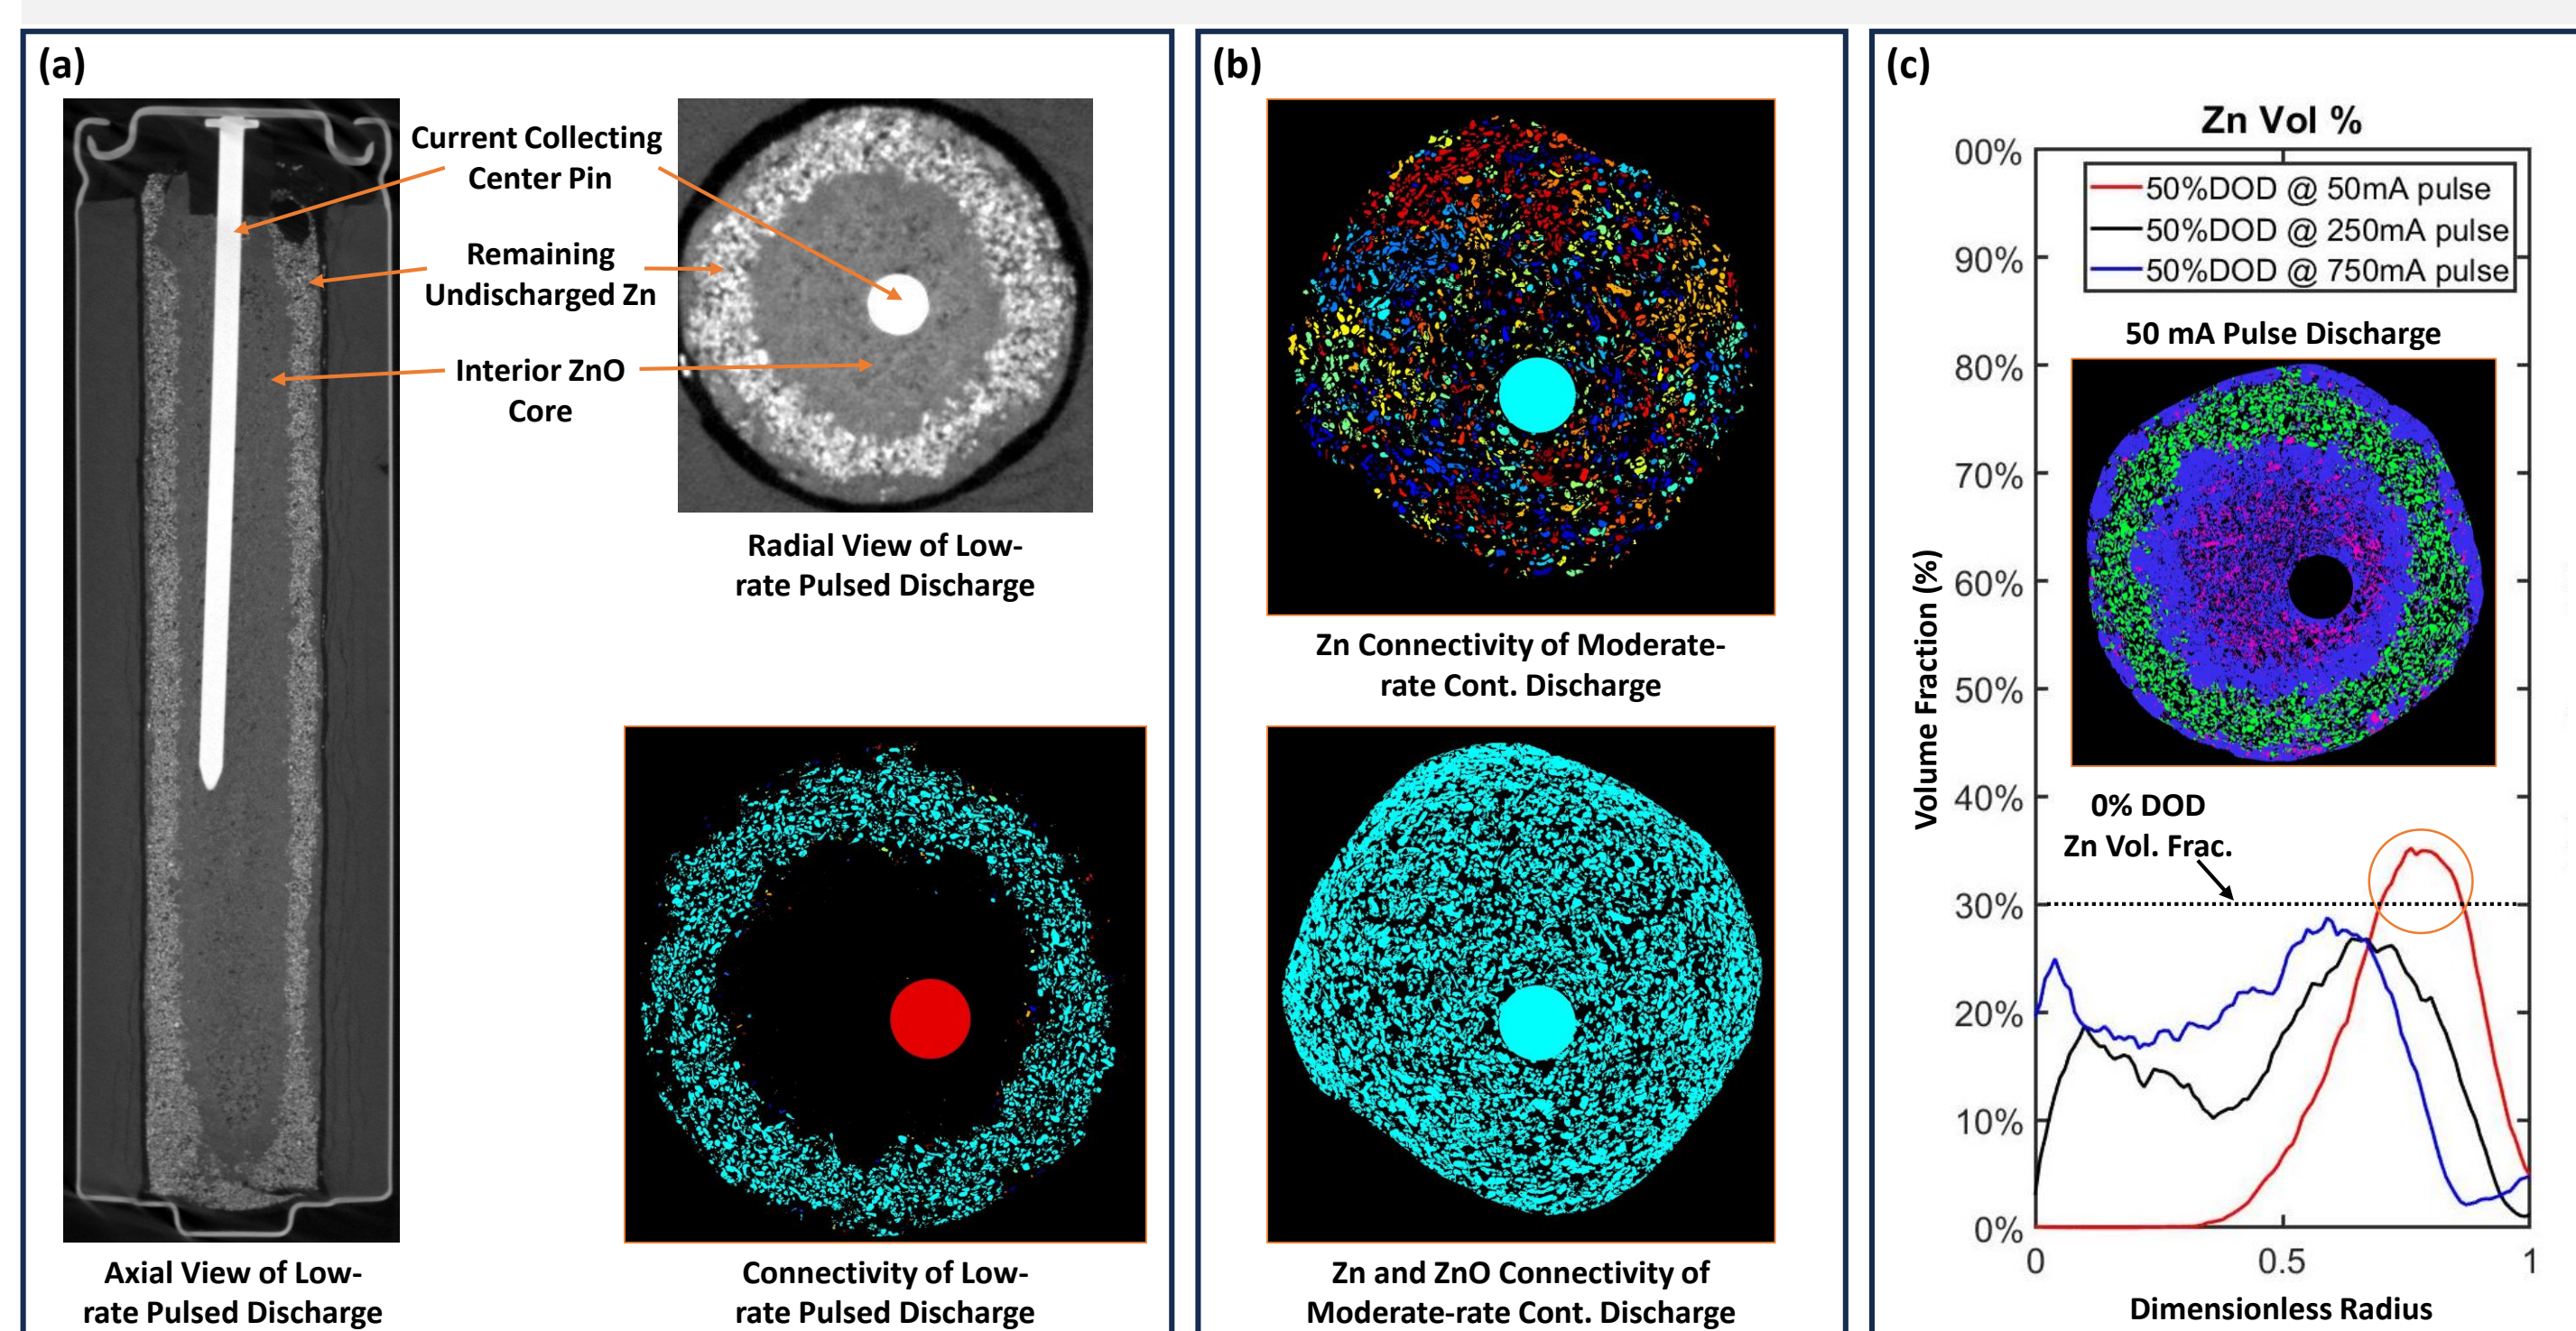 (a)
Current Collecting
Center Pin
Remaining
Undischarged Zn
Interior ZnO
Core
Radial View of Low-
rate Pulsed Discharge
Axial View of Low-
rate Pulsed Discharge
Connectivity of Low-
rate Pulsed Discharge
(b)
Zn Connectivity of Moderate-
rate Cont. Discharge
Zn and ZnO Connectivity of
Moderate-rate Cont. Discharge
(c)
Zn Vol %
00%
90%
80%
70%
60%
50%
40%
30%
20%
10%
0%
Volume Fraction (%)
50%DOD @ 50mA pulse
50%DOD @ 250mA pulse
50%DOD @ 750mA pulse
50 mA Pulse Discharge
0% DOD
Zn Vol. Frac.
0
0.5
1
Dimensionless Radius